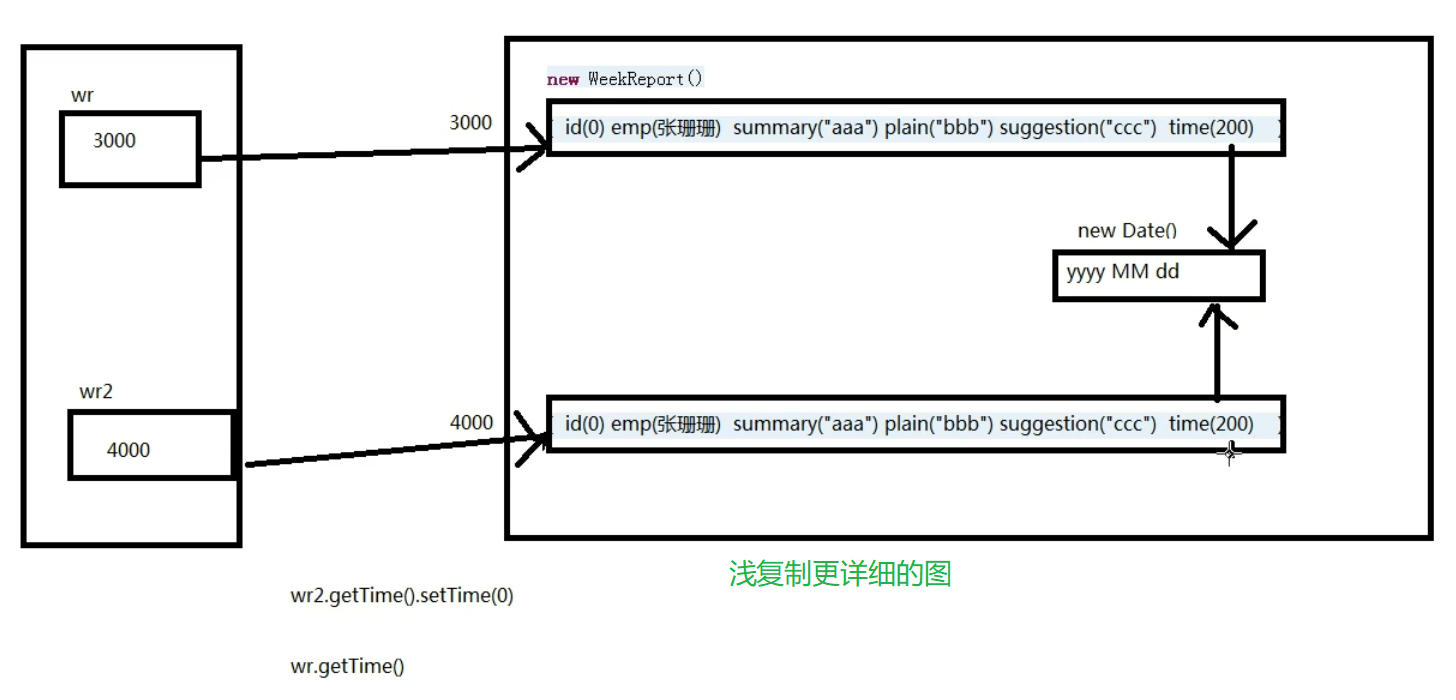 new WeekReport()
wr
3000
3000
id(0) emp(张珊珊) summary("aaa") plain("bbb") suggestion("ccc") time(200)
new Date()
yyyy MM dd
wr2
4000
4000
id(0) emp(张珊珊) summary("aaa") plain("bbb") suggestion("ccc") time(200)
浅复制更详细的图
wr2.getTime().setTime(0)
wr.getTime()